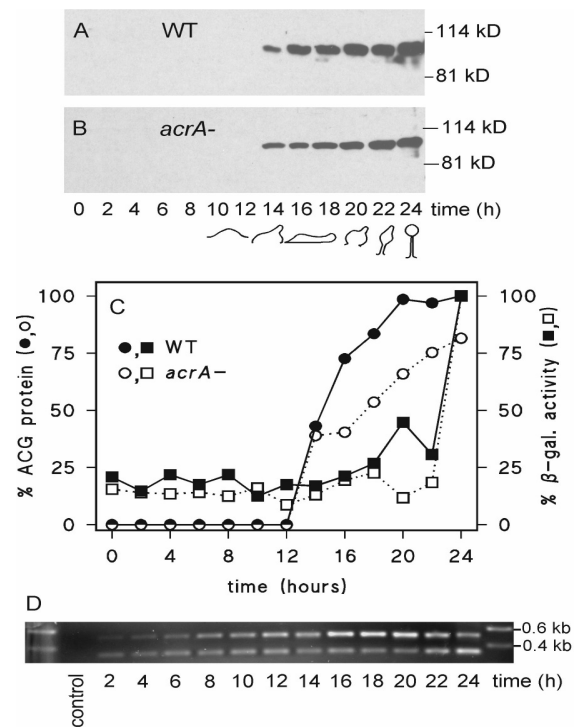 A WT 114 kD
81 kD
B acrA- 114 kD
81 kD
0 2 4 6 8 10 12 14 16 18 20 22 24 time (h)
C
% ACG protein (●,o)
100
75
50
25
0
●,■ WT
○,□ acrA-
100
75
50
25
0
% β-gal. activity (■,□)
0 4 8 12 16 20 24
time (hours)
D
0.6 kb
0.4 kb
control 2 4 6 8 10 12 14 16 18 20 22 24 time (h)